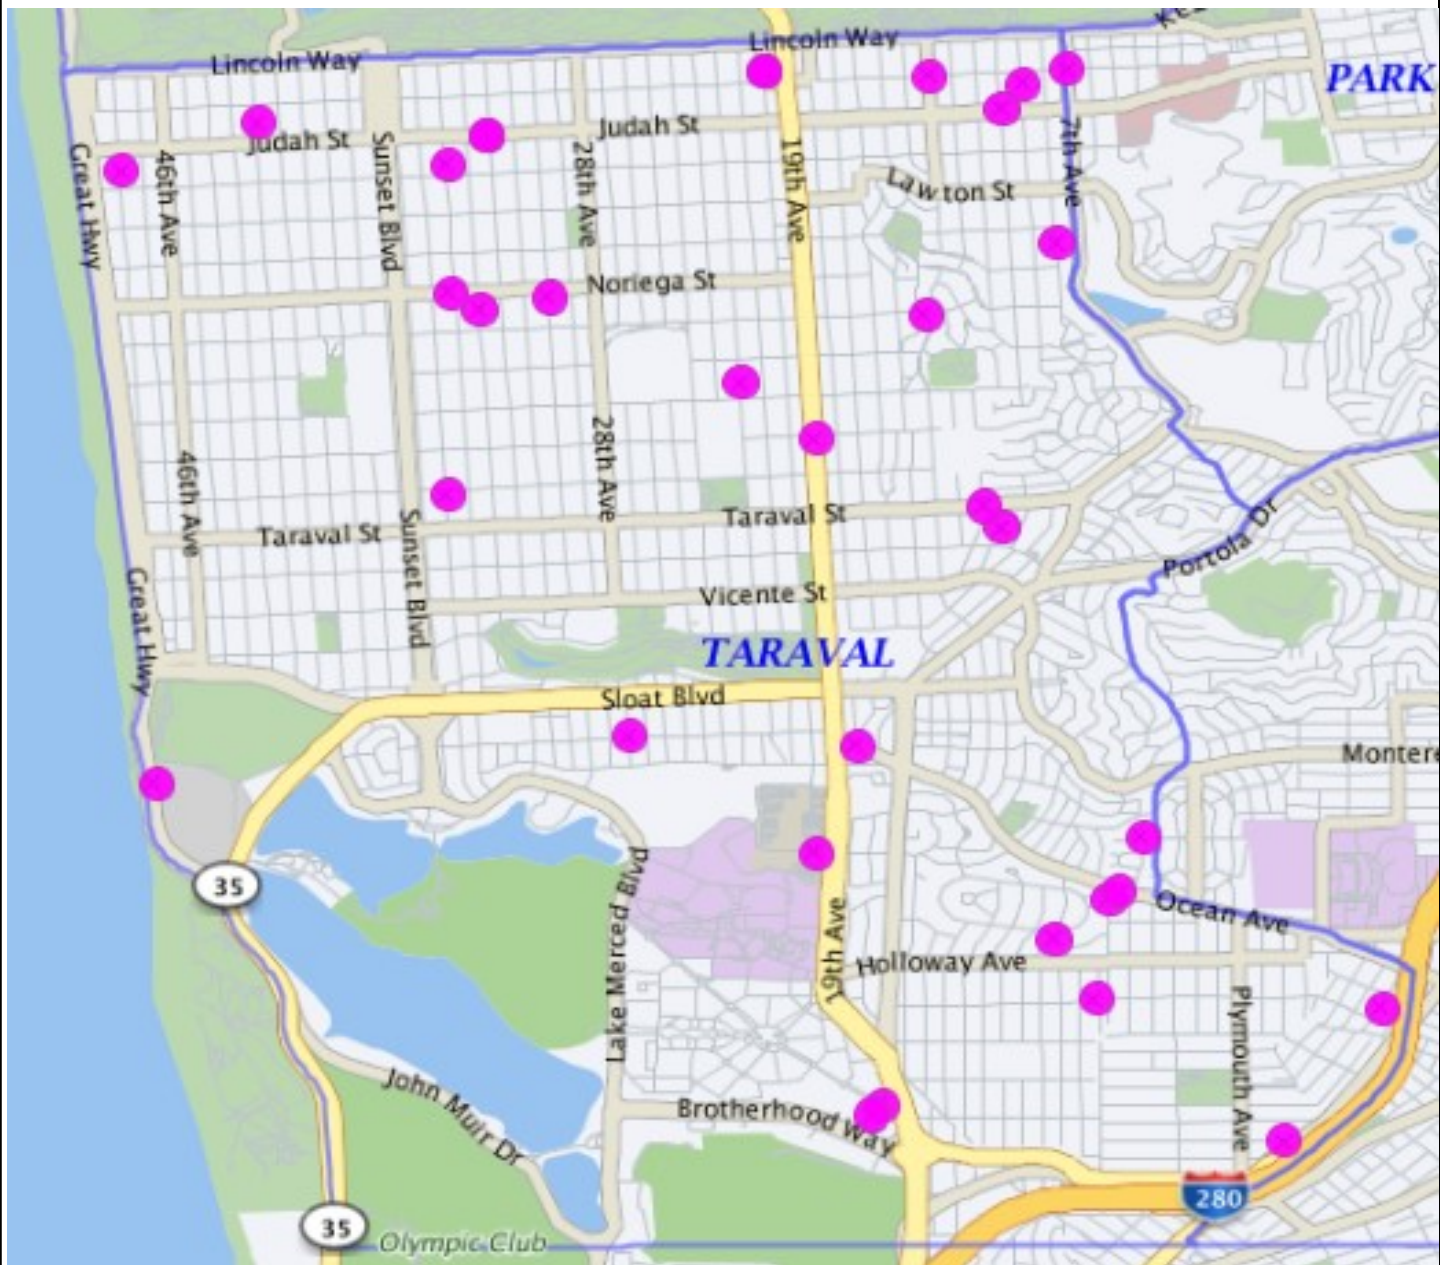 Lincoln Way
Lincoln Way
PARK
Judah St
Judah St
Great Hwy
46th Ave
Sunset Blvd
28th Ave
19th Ave
7th Ave
Lawton St
Noriega St
28th Ave
46th Ave
Taraval St
Taraval St
Sunset Blvd
Portola Dr
Great Hwy
Vicente St
TARAVAL
Sloat Blvd
Montere
35
Lake Merced Blvd
19th Ave
Ocean Ave
Holloway Ave
Plymouth Ave
John Muir Dr
Brotherhood Way
280
35
Olympic Club